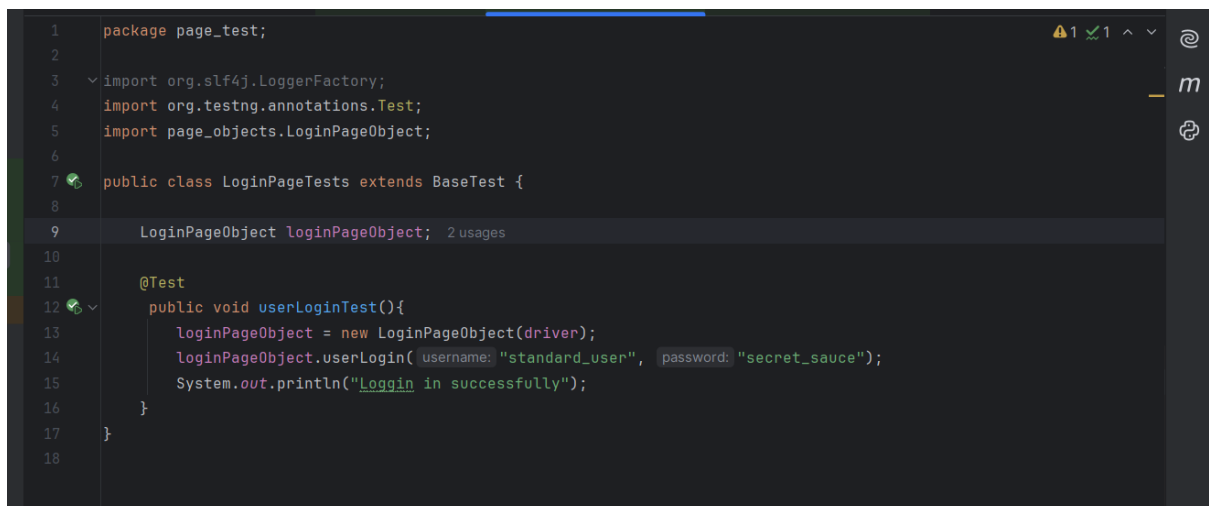 1 package page_test; 1 1
2
3 import org.slf4j.LoggerFactory;
4 import org.testng.annotations.Test;
5 import page_objects.LoginPageObject;
6
7 public class LoginPageTests extends BaseTest {
8
9 LoginPageObject loginPageObject; 2 usages
10
11 @Test
12 public void userLoginTest(){
13 loginPageObject = new LoginPageObject(driver);
14 loginPageObject.userLogin( username: "standard_user", password: "secret_sauce");
15 System.out.println("Loggin in successfully");
16 }
17 }
18
m